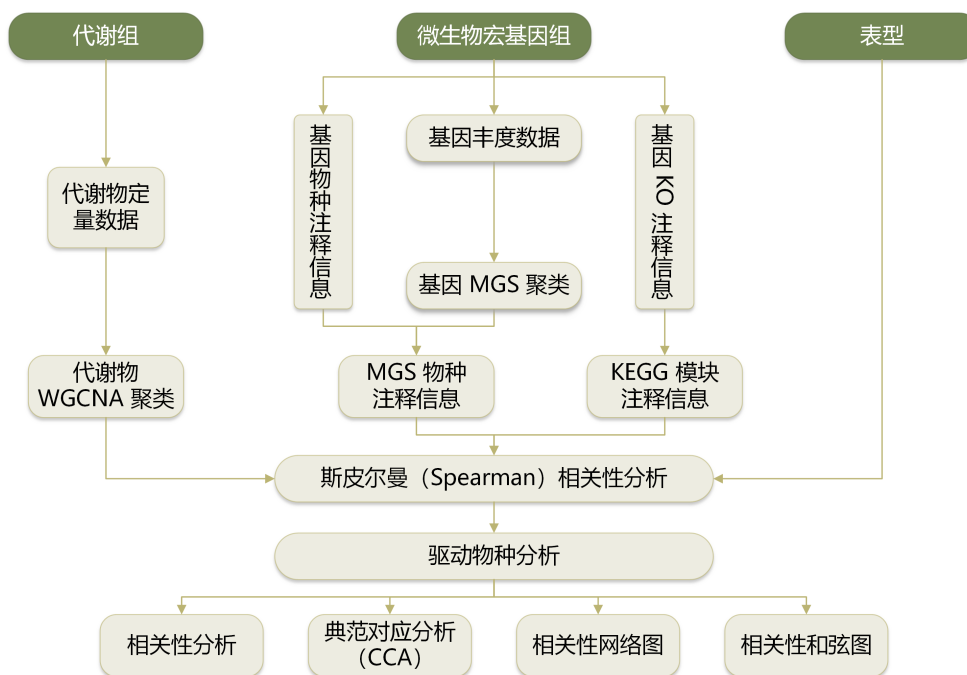 代谢组
微生物宏基因组
表型
基因物种注释信息
基因丰度数据
基因 KO 注释信息
代谢物定
量数据
基因 MGS 聚类
代谢物
WGCNA 聚类
MGS 物种
注释信息
KEGG 模块
注释信息
斯皮尔曼（Spearman）相关性分析
驱动物种分析
相关性分析
典范对应分析
（CCA）
相关性网络图
相关性和弦图